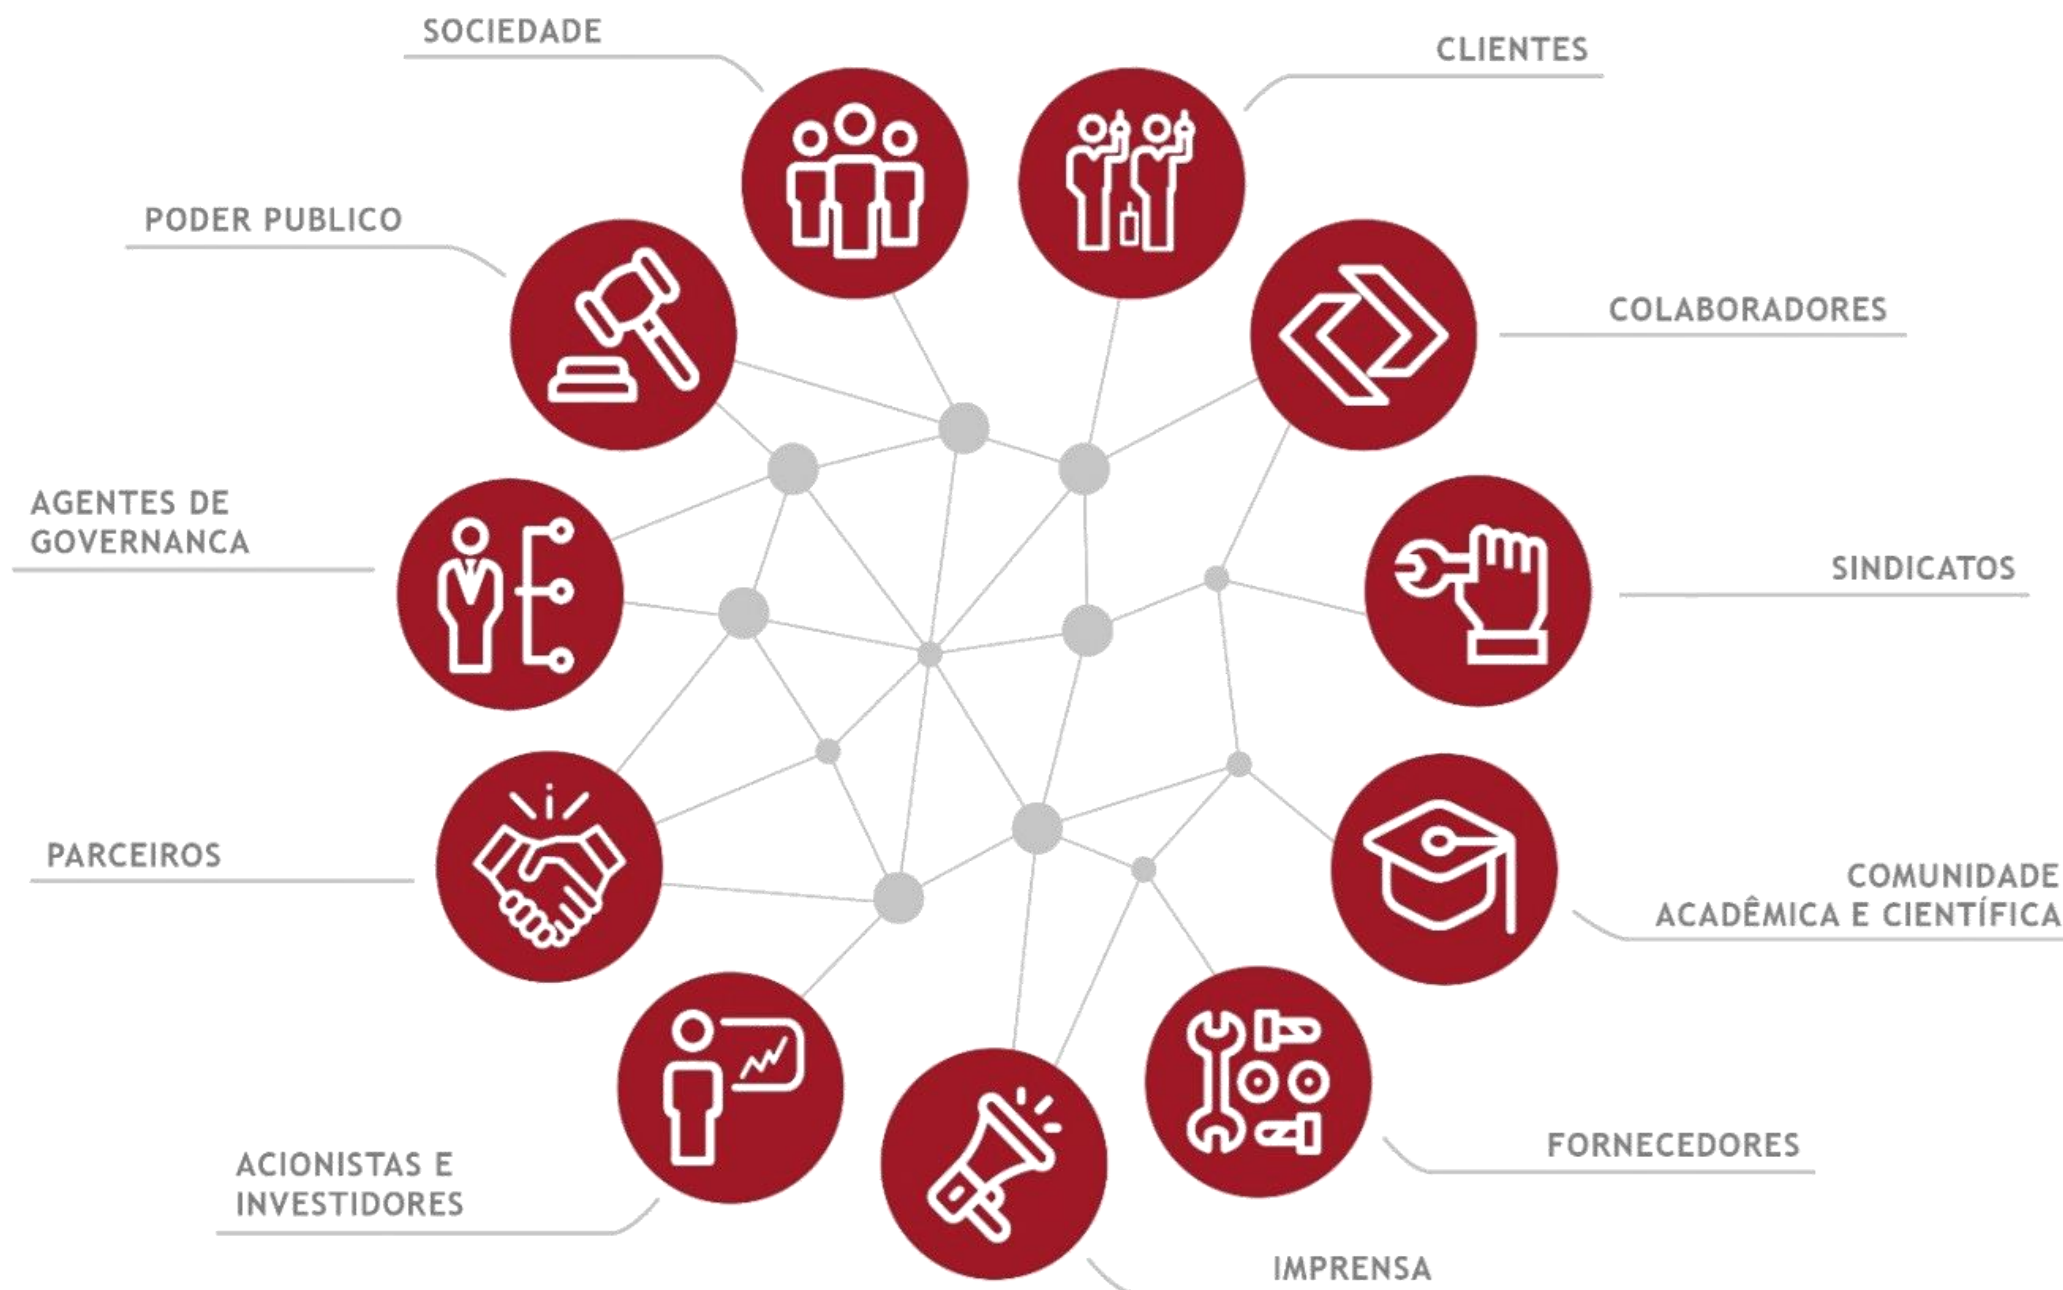 SOCIEDADE
CLIENTES
PODER PUBLICO
COLABORADORES
AGENTES DE
GOVERNANCA
SINDICATOS
PARCEIROS
COMUNIDADE
ACADÊMICA E CIENTÍFICA
ACIONISTAS E
INVESTIDORES
FORNECEDORES
IMPRENSA